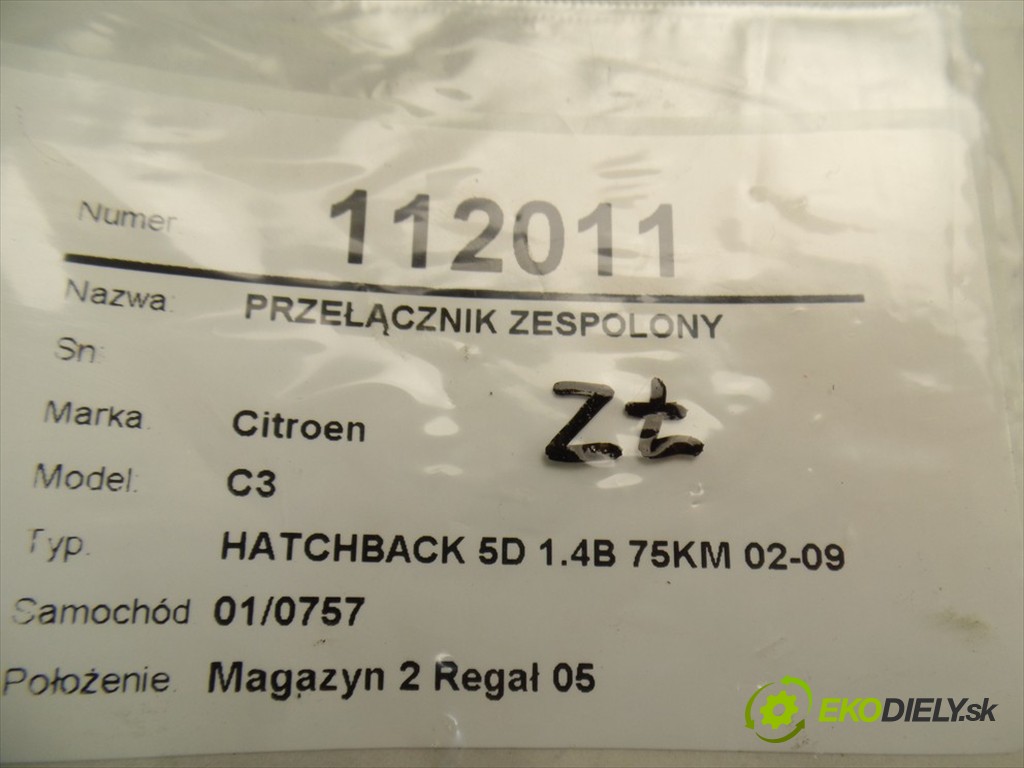 Numer: 112011
Nazwa: PRZEŁĄCZNIK ZESPOLONY
Sn:
ZŁ
Marka: Citroen
Model: C3
Typ: HATCHBACK 5D 1.4B 75KM 02-09
Samochód 01/0757
Położenie: Magazyn 2 Regał 05
EKODIELY.sk